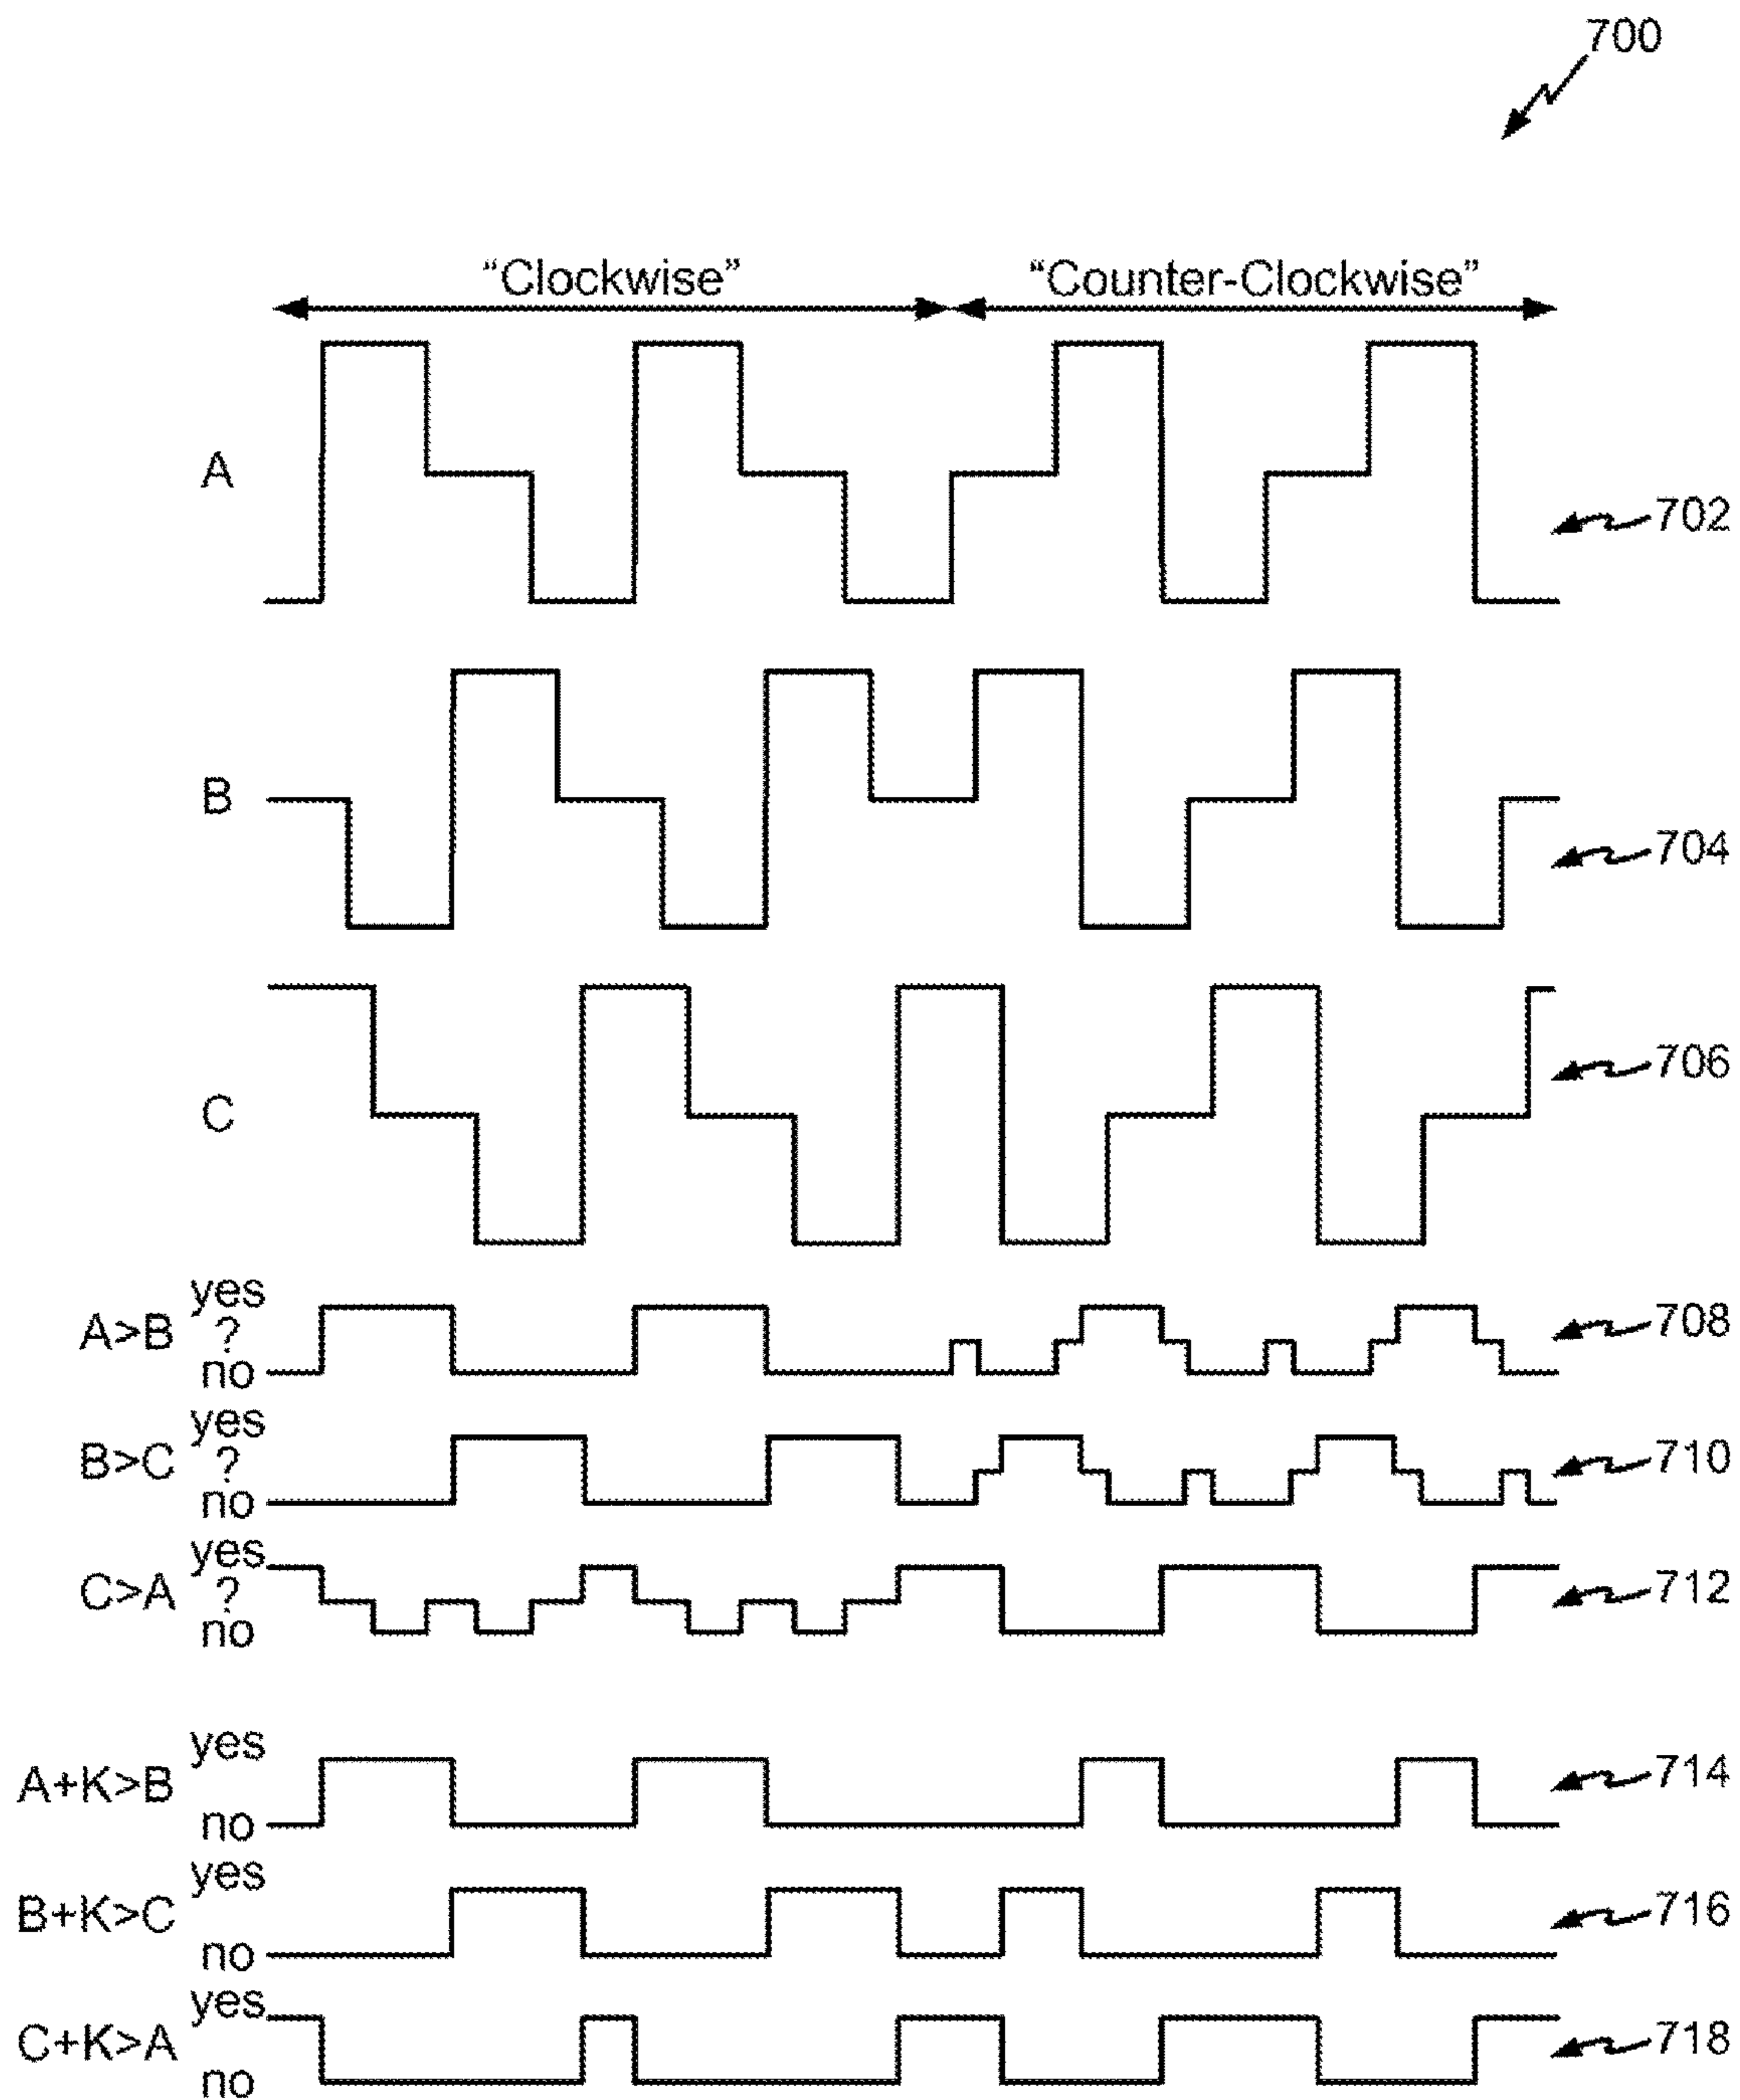 700
“Clockwise” “Counter-Clockwise”
A
702
B
704
C
706
A>B yes ? no 708
B>C yes ? no 710
C>A yes ? no 712
A+K>B yes no 714
B+K>C yes no 716
C+K>A yes no 718